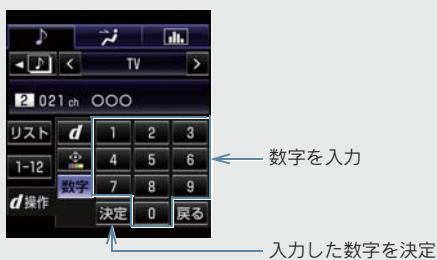 TV
2 021 ch ○○○
リスト d 1 2 3
1-12 4 5 6
数字 7 8 9
d操作
決定 0 戻る
数字を入力
入力した数字を決定